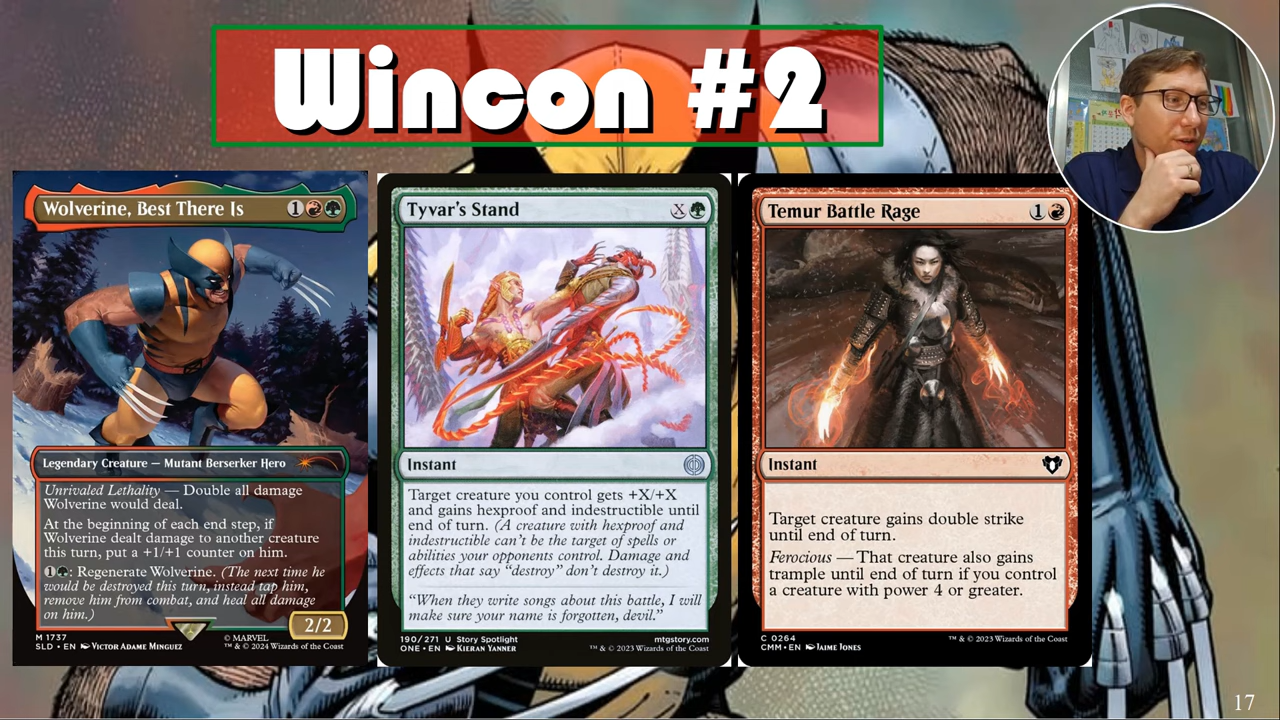 Wincon #2
Wolverine, Best There Is 1
Legendary Creature — Mutant Berserker Hero
Unrivaled Lethality — Double all damage
Wolverine would deal.
At the beginning of each end step, if
Wolverine dealt damage to another creature
this turn, put a +1/+1 counter on him.
1: Regenerate Wolverine. (The next time he
would be destroyed this turn, instead tap him,
remove him from combat, and heal all damage
on him.)
2/2
M 1737
SLD • EN Victor Adame Minguez
© MARVEL
™ & © 2024 Wizards of the Coast
Tyvar's Stand X
Instant
Target creature you control gets +X/+X
and gains hexproof and indestructible until
end of turn. (A creature with hexproof and
indestructible can't be the target of spells or
abilities your opponents control. Damage and
effects that say "destroy" don't destroy it.)
"When they write songs about this battle, I will
make sure your name is forgotten, devil."
190/271 U Story Spotlight
ONE • EN Kieran Yanner
mtgstory.com
™ & © 2023 Wizards of the Coast
Temur Battle Rage 1
Instant
Target creature gains double strike
until end of turn.
Ferocious — That creature also gains
trample until end of turn if you control
a creature with power 4 or greater.
C 0264
CMM • EN Jaime Jones
™ & © 2023 Wizards of the Coast
17